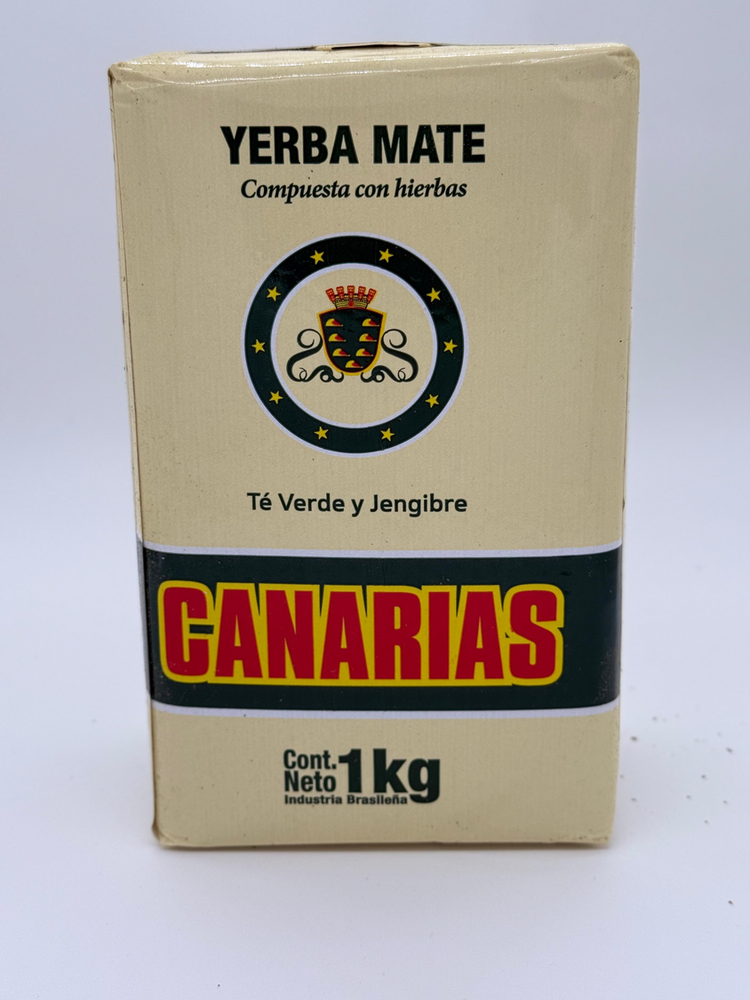 YERBA MATE
Compuesta con hierbas
Té Verde y Jengibre
CANARIAS
Cont.
Neto 1kg
Industria Brasileña